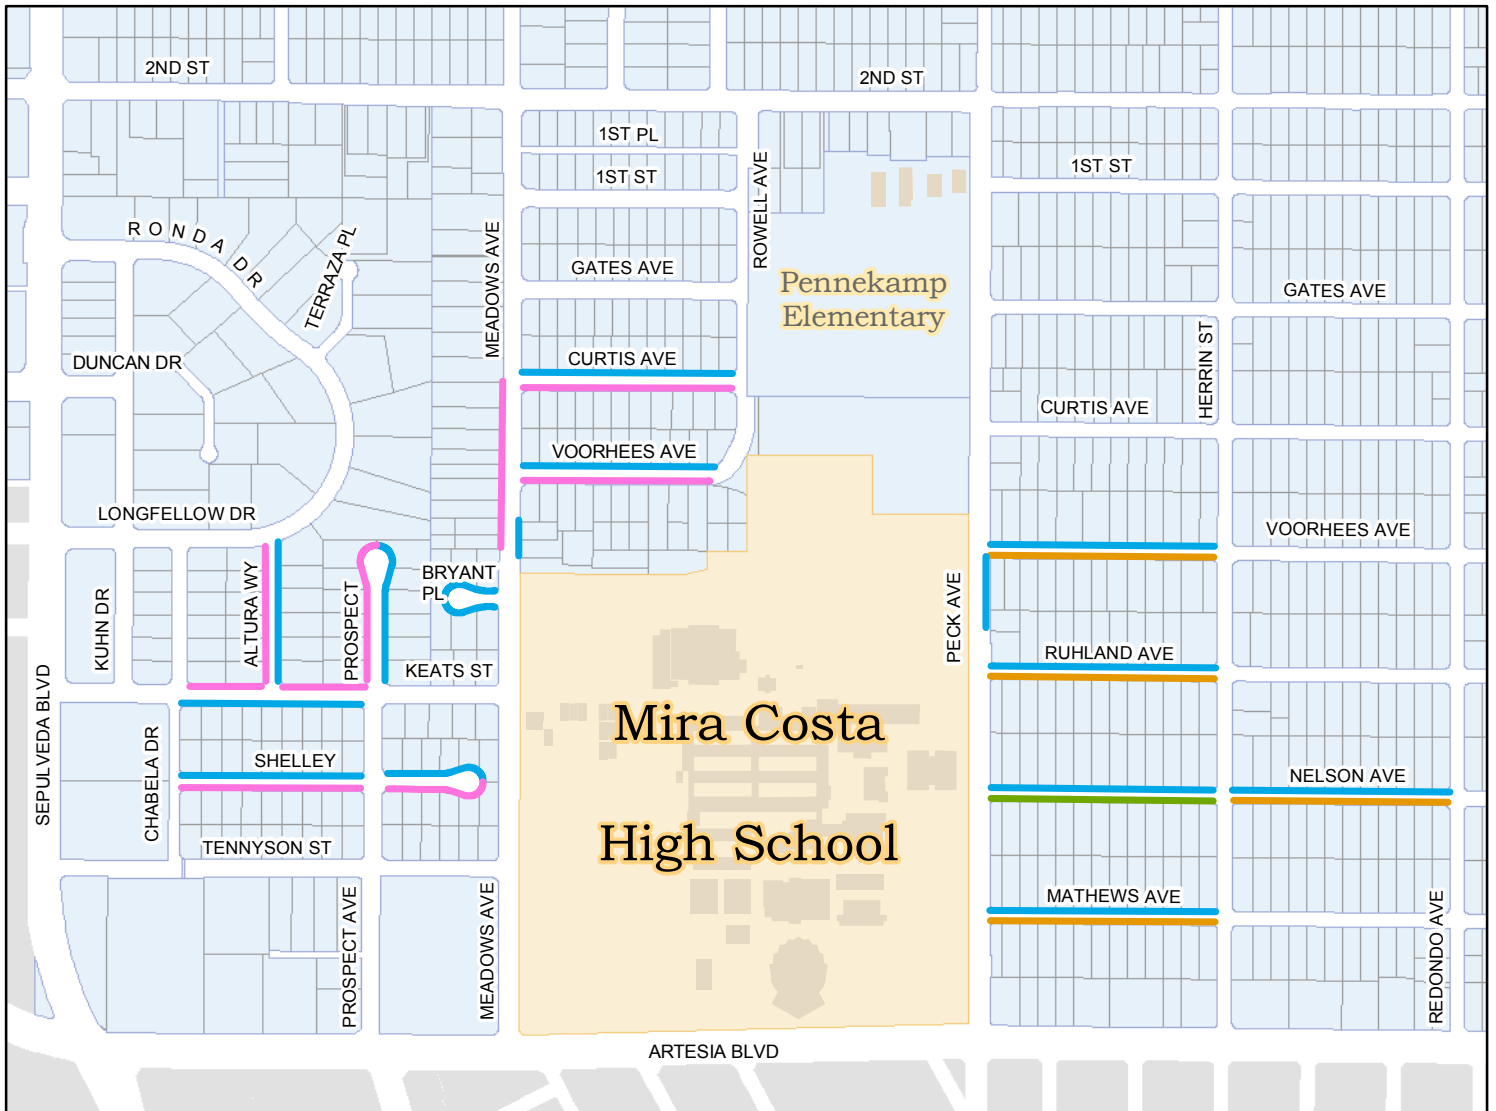 2ND ST
2ND ST
1ST PL
1ST ST
1ST ST
ROWELL AVE
RONDA DR
TERRAZA PL
MEADOWS AVE
GATES AVE
Pennekamp
Elementary
GATES AVE
DUNCAN DR
CURTIS AVE
HERRIN ST
CURTIS AVE
VOORHEES AVE
LONGFELLOW DR
VOORHEES AVE
KUHN DR
ALTURA WY
PROSPECT
BRYANT
PL
KEATS ST
PECK AVE
RUHLAND AVE
SEPULVEDA BLVD
CHABELA DR
SHELLEY
Mira Costa
High School
NELSON AVE
TENNYSON ST
PROSPECT AVE
MEADOWS AVE
MATHEWS AVE
REDONDO AVE
ARTESIA BLVD